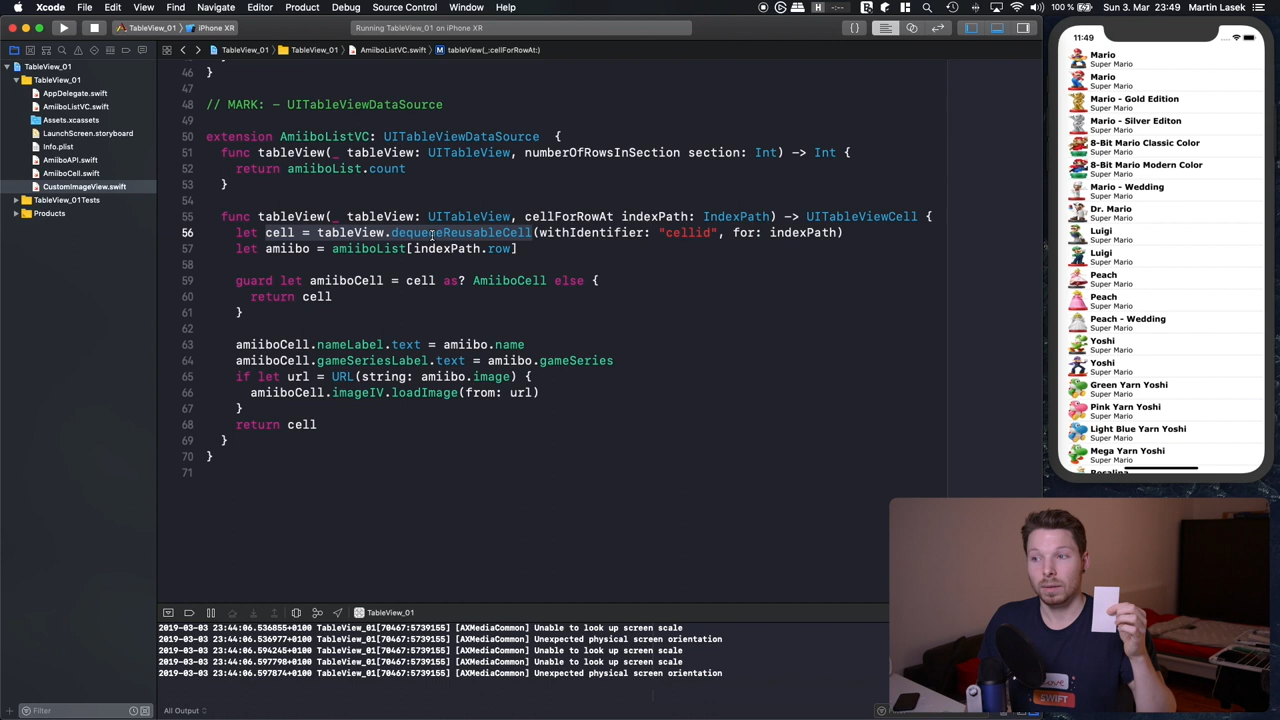 Xcode File Edit View Find Navigate Editor Product Debug Source Control Window Help
100% Sun 3. Mar 23:49 Martin Lasek
TableView_01 iPhone XR
Running TableView_01 on iPhone XR
TableView_01 TableView_01 AmiiboListVC.swift M tableView(_:cellForRowAt:)
TableView_01
TableView_01
AppDelegate.swift
AmiiboListVC.swift
Assets.xcassets
LaunchScreen.storyboard
Info.plist
AmiiboAPI.swift
AmiiboCell.swift
CustomImageView.swift
TableView_01Tests
Products
Filter
46 }
47
48 // MARK: - UITableViewDataSource
49
50 extension AmiiboListVC: UITableViewDataSource {
51 func tableView(_ tableView: UITableView, numberOfRowsInSection section: Int) -> Int {
52 return amiiboList.count
53 }
55 func tableView(_ tableView: UITableView, cellForRowAt indexPath: IndexPath) -> UITableViewCell {
56 let cell = tableView.dequeueReusableCell(withIdentifier: "cellid", for: indexPath)
57 let amiibo = amiiboList[indexPath.row]
58
59 guard let amiiboCell = cell as? AmiiboCell else {
60 return cell
61 }
62
63 amiiboCell.nameLabel.text = amiibo.name
64 amiiboCell.gameSeriesLabel.text = amiibo.gameSeries
65 if let url = URL(string: amiibo.image) {
66 amiiboCell.imageIV.loadImage(from: url)
67 }
68 return cell
69 }
70 }
71
TableView_01
2019-03-03 23:44:06.536855+0100 TableView_01[70467:5739155] [AXMediaCommon] Unable to look up screen scale
2019-03-03 23:44:06.536977+0100 TableView_01[70467:5739155] [AXMediaCommon] Unexpected physical screen orientation
2019-03-03 23:44:06.594245+0100 TableView_01[70467:5739155] [AXMediaCommon] Unable to look up screen scale
2019-03-03 23:44:06.597798+0100 TableView_01[70467:5739155] [AXMediaCommon] Unable to look up screen scale
2019-03-03 23:44:06.597874+0100 TableView_01[70467:5739155] [AXMediaCommon] Unexpected physical screen orientation
All Output
11:49
Mario
Super Mario
Mario
Super Mario
Mario - Gold Edition
Super Mario
Mario - Silver Editon
Super Mario
8-Bit Mario Classic Color
Super Mario
8-Bit Mario Modern Color
Super Mario
Mario - Wedding
Super Mario
Dr. Mario
Super Mario
Luigi
Super Mario
Luigi
Super Mario
Peach
Super Mario
Peach
Super Mario
Peach - Wedding
Super Mario
Yoshi
Super Mario
Yoshi
Super Mario
Green Yarn Yoshi
Super Mario
Pink Yarn Yoshi
Super Mario
Light Blue Yarn Yoshi
Super Mario
Mega Yarn Yoshi
Super Mario
Rosalina
SWIFT